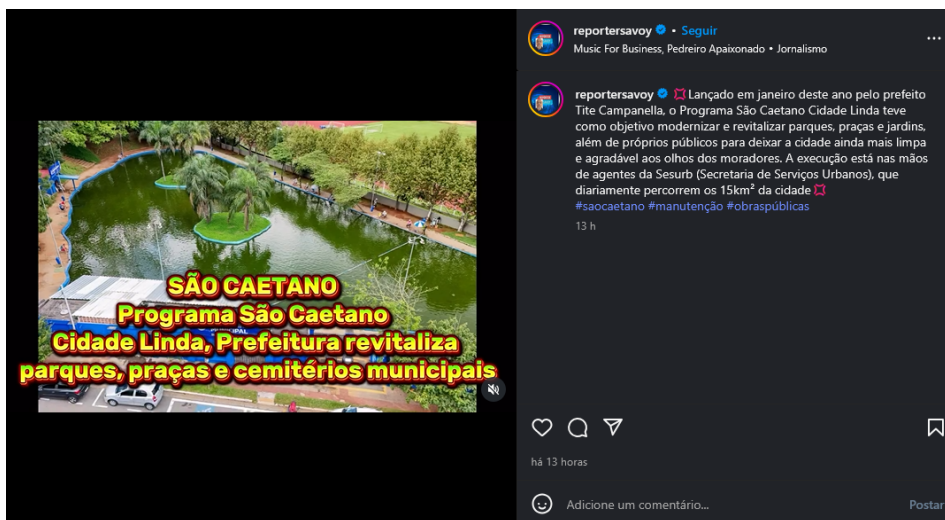 SÃO CAETANO
Programa São Caetano
Cidade Linda, Prefeitura revitaliza
parques, praças e cemitérios municipais
reportersavoy • Seguir
Music For Business, Pedreiro Apaixonado • Jornalismo
reportersavoy Lançado em janeiro deste ano pelo prefeito
Tite Campanella, o Programa São Caetano Cidade Linda teve
como objetivo modernizar e revitalizar parques, praças e jardins,
além de próprios públicos para deixar a cidade ainda mais limpa
e agradável aos olhos dos moradores. A execução está nas mãos
de agentes da Sesurb (Secretaria de Serviços Urbanos), que
diariamente percorrem os 15km² da cidade
#saocaetano #manutenção #obraspúblicas
13 h
há 13 horas
Adicione um comentário...
Postar